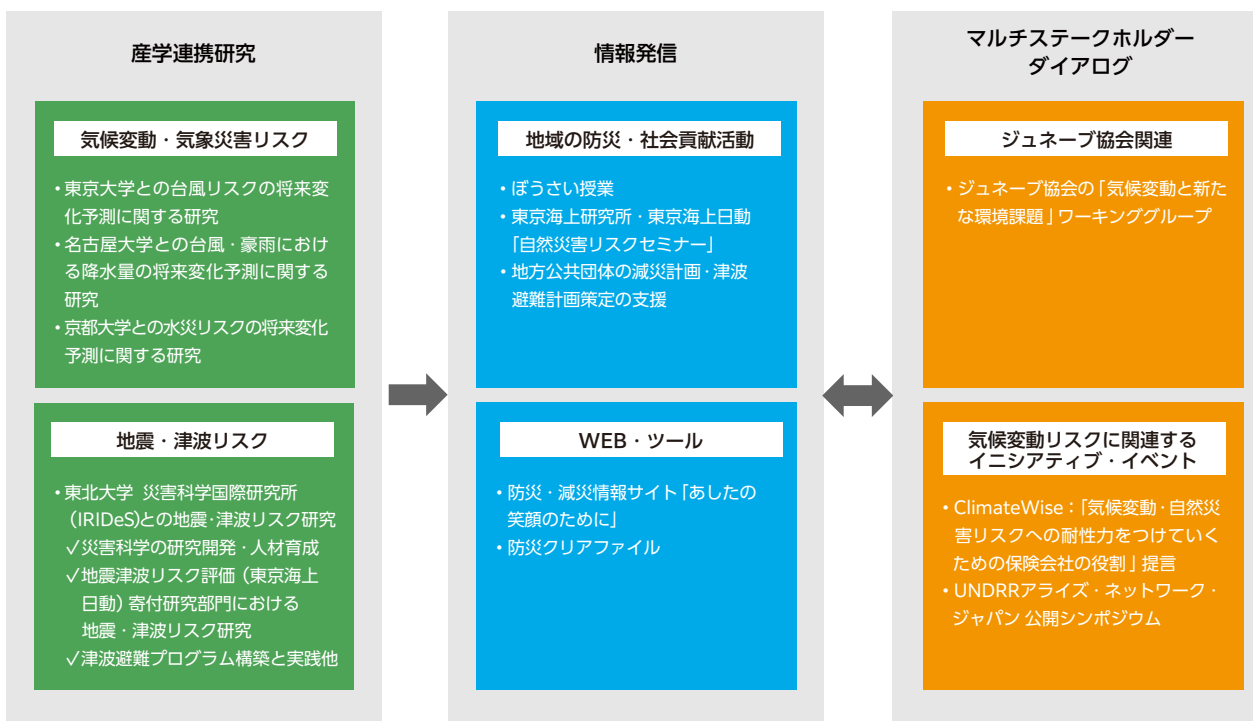 産学連携研究
気候変動・気象災害リスク
・東京大学との台風リスクの将来変
化予測に関する研究
・名古屋大学との台風・豪雨におけ
る降水量の将来変化予測に関する
研究
・京都大学との水災リスクの将来変化
予測に関する研究
地震・津波リスク
・東北大学 災害科学国際研究所
(IRIDeS)との地震・津波リスク研究
✓災害科学の研究開発・人材育成
✓地震津波リスク評価(東京海上
日動)寄付研究部門における
地震・津波リスク研究
✓津波避難プログラム構築と実践他
情報発信
地域の防災・社会貢献活動
・ぼうさい授業
・東京海上研究所・東京海上日動
「自然災害リスクセミナー」
・地方公共団体の減災計画・津波
避難計画策定の支援
WEB・ツール
・防災・減災情報サイト「あしたの
笑顔のために」
・防災クリアファイル
マルチステークホルダー
ダイアログ
ジュネーブ協会関連
・ジュネーブ協会の「気候変動と新た
な環境課題」ワーキンググループ
気候変動リスクに関連する
イニシアティブ・イベント
・ClimateWise:「気候変動・自然災
害リスクへの耐性力をつけていく
ための保険会社の役割」提言
・UNDRRアライズ・ネットワーク・
ジャパン 公開シンポジウム